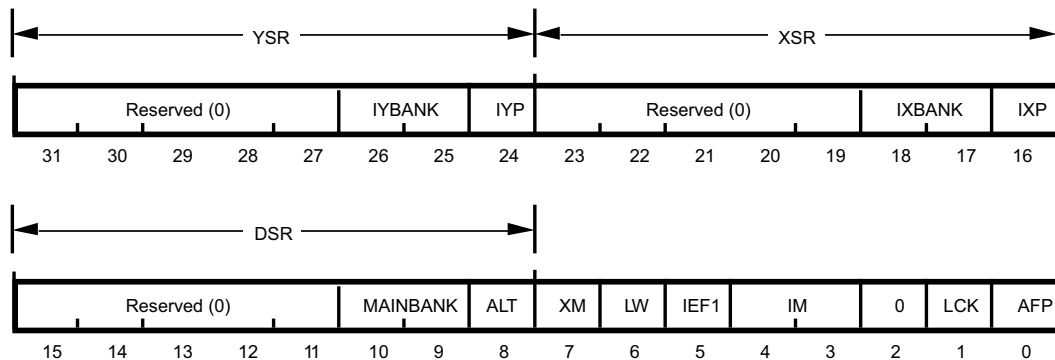 YSR XSR
Reserved (0) IYBANK IYP Reserved (0) IXBANK IXP
31 30 29 28 27 26 25 24 23 22 21 20 19 18 17 16
DSR
Reserved (0) MAINBANK ALT XM LW IEF1 IM 0 LCK AFP
15 14 13 12 11 10 9 8 7 6 5 4 3 2 1 0